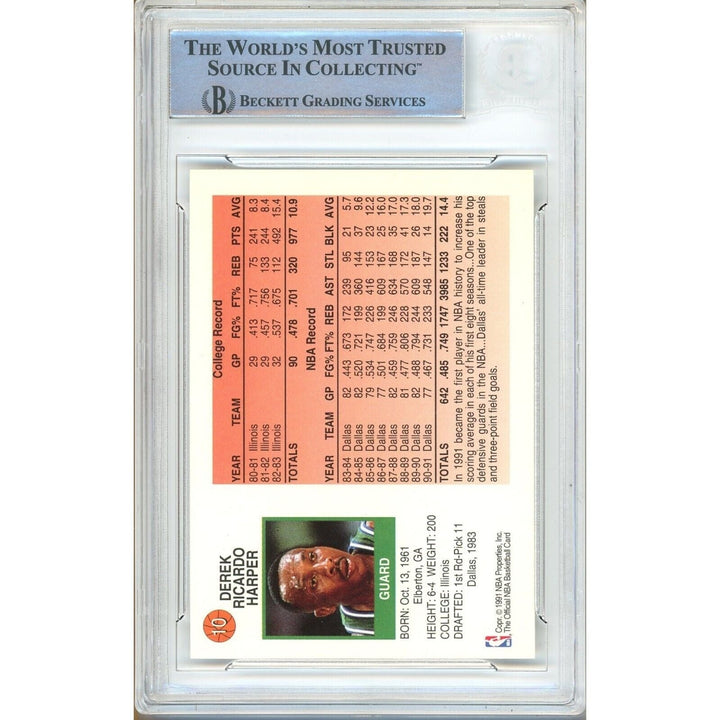 THE WORLD'S MOST TRUSTED
SOURCE IN COLLECTING™
B BECKETT GRADING SERVICES
10
DEREK
RICARDO
HARPER
GUARD
BORN: Oct. 13, 1961
Elberton, GA
HEIGHT: 6-4 WEIGHT: 200
COLLEGE: Illinois
DRAFTED: 1st Rd-Pick 11
Dallas, 1983
Copr. © 1991 NBA Properties, Inc.
The Official NBA Basketball Card
College Record
YEAR TEAM GP FG% FT% REB PTS AVG
80-81 Illinois 29 .413 .717 75 241 8.3
81-82 Illinois 29 .457 .756 133 244 8.4
82-83 Illinois 32 .537 .675 112 492 15.4
TOTALS 90 .478 .701 320 977 10.9
NBA Record
YEAR TEAM GP FG% FT% REB AST STL BLK AVG
83-84 Dallas 82 .443 .673 172 239 95 21 5.7
84-85 Dallas 82 .520 .721 199 360 144 37 9.6
85-86 Dallas 79 .534 .747 226 416 153 23 12.2
86-87 Dallas 77 .501 .684 199 609 167 25 16.0
87-88 Dallas 82 .459 .759 246 634 168 35 17.0
88-89 Dallas 81 .477 .806 228 570 172 41 17.3
89-90 Dallas 82 .488 .794 244 609 187 26 18.0
90-91 Dallas 77 .467 .731 233 548 147 14 19.7
TOTALS 642 .485 .749 1747 3985 1233 222 14.4
In 1991 became the first player in NBA history to increase his
scoring average in each of his first eight seasons...One of the top
defensive guards in the NBA...Dallas' all-time leader in steals
and three-point field goals.